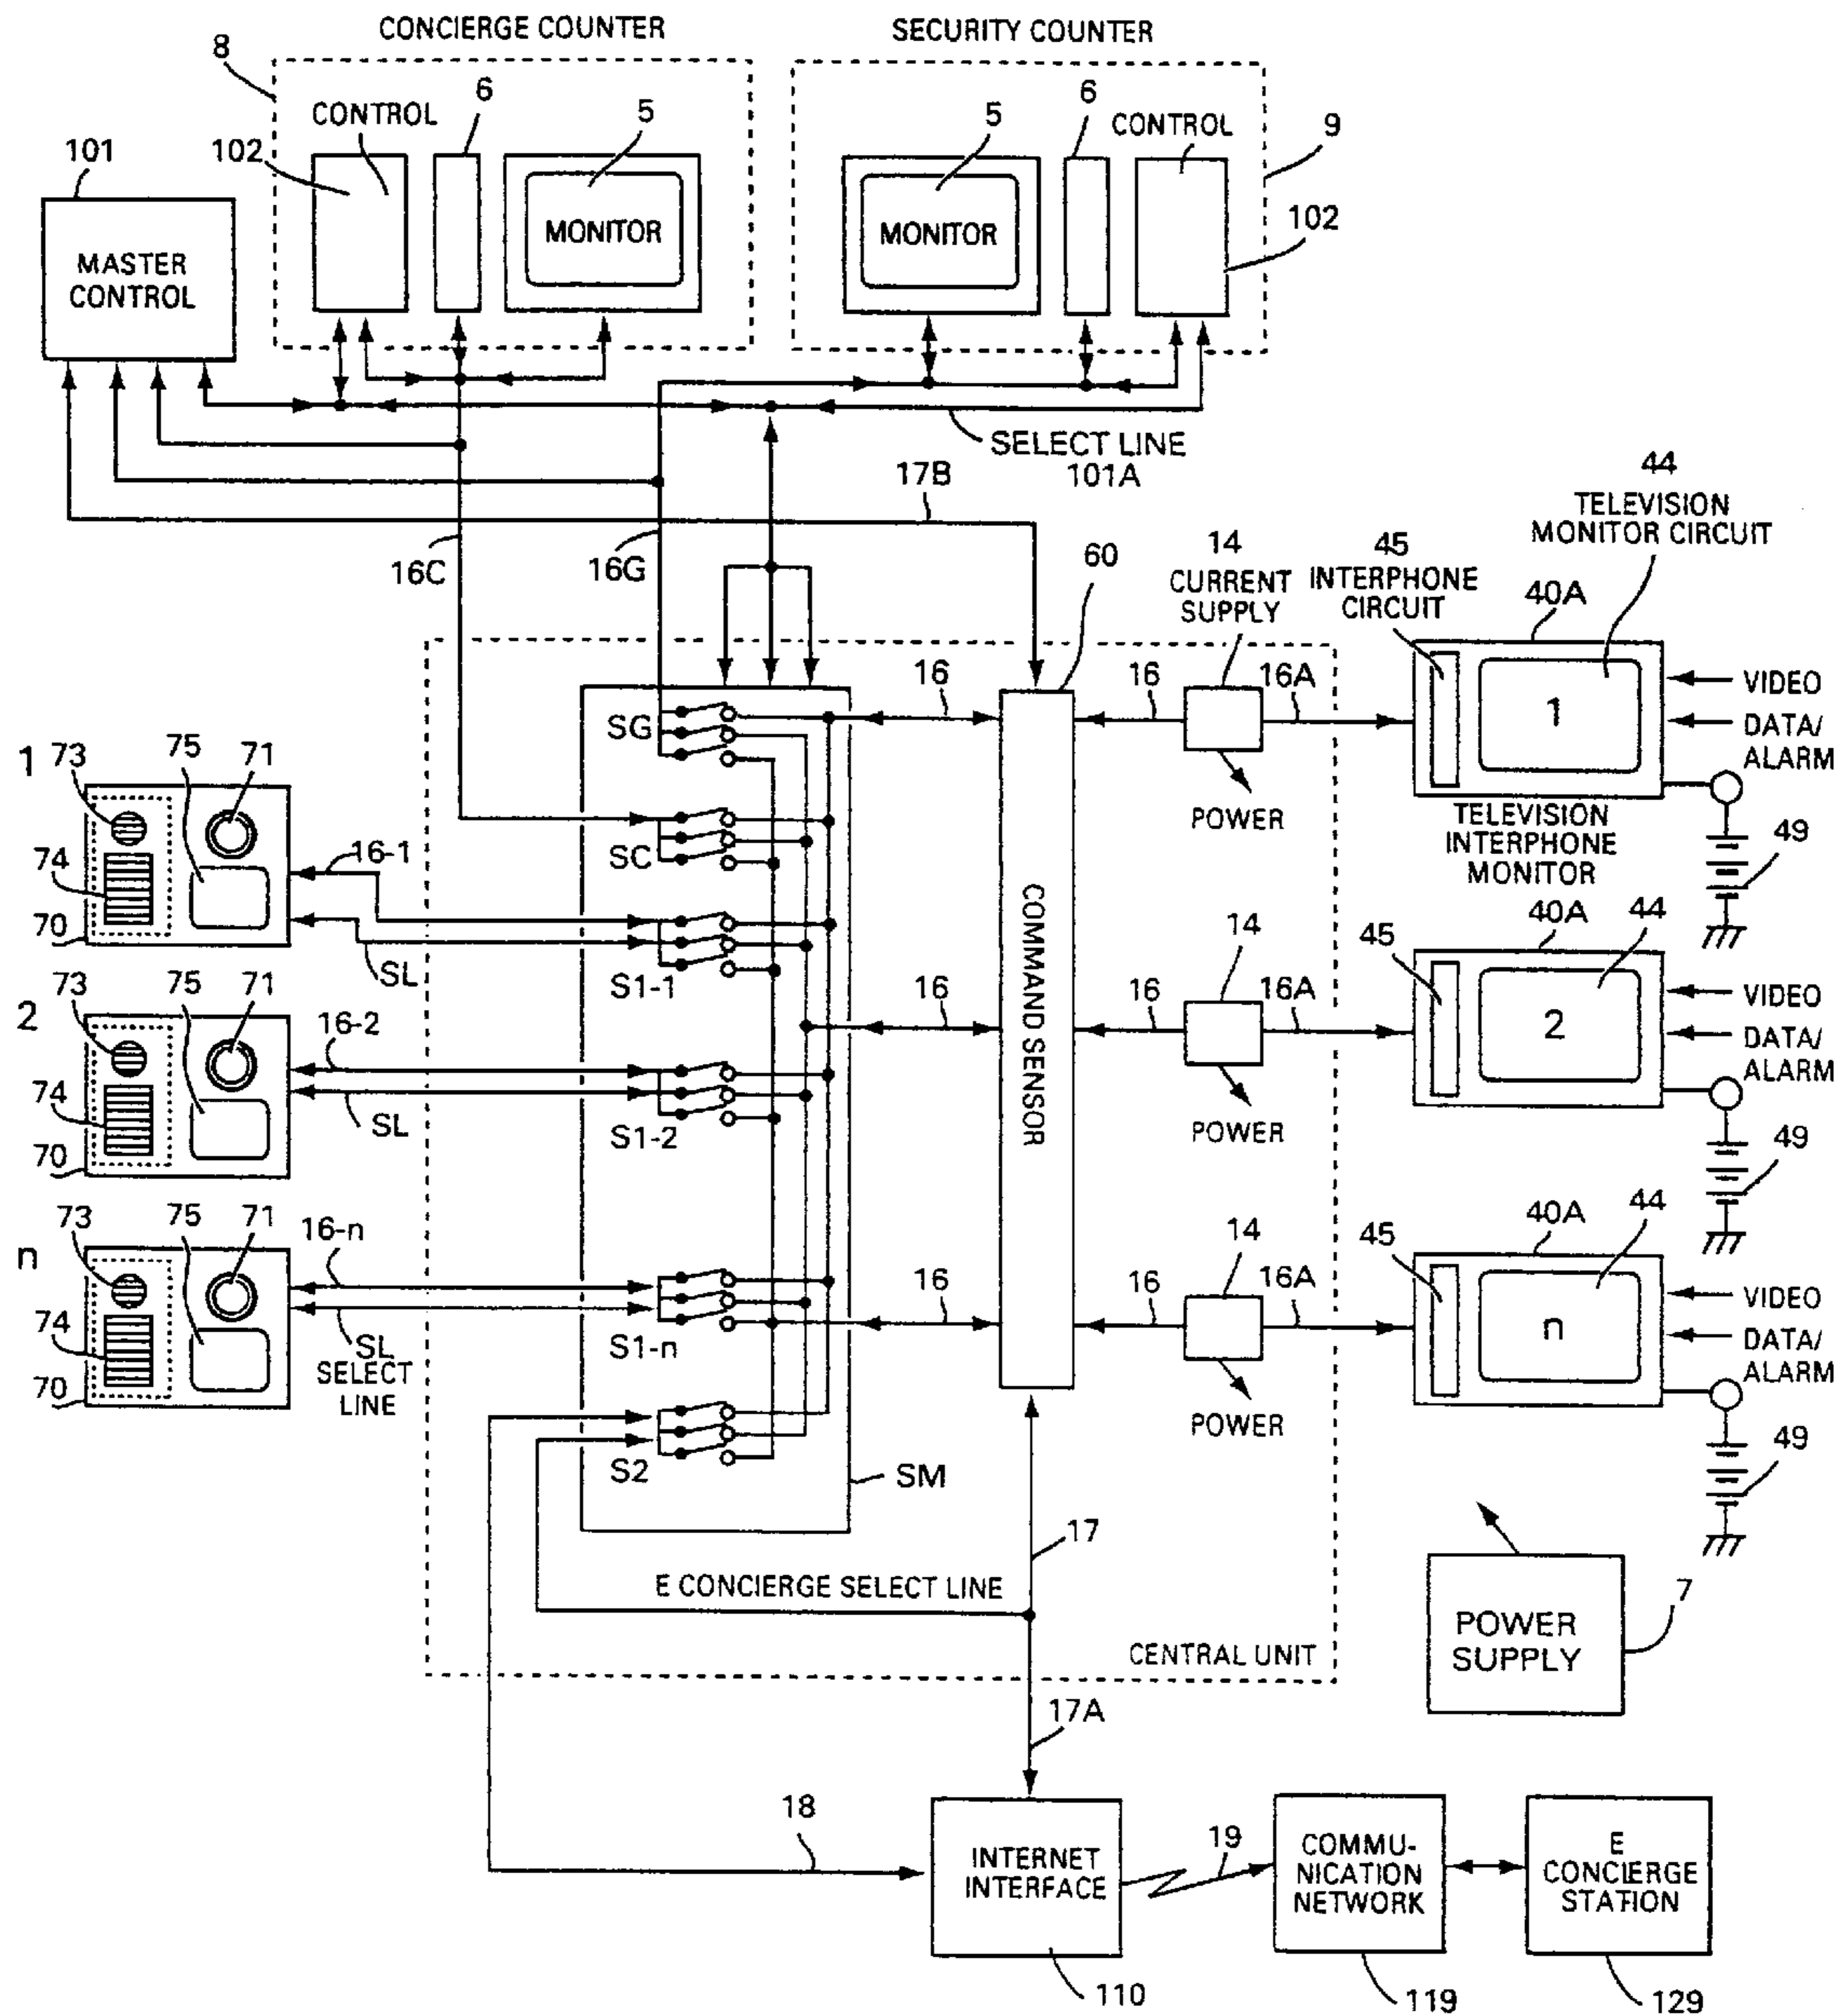 CONCIERGE COUNTER
SECURITY COUNTER
8
6
5
CONTROL
102
MONITOR
5
6
CONTROL
9
MONITOR
102
101
MASTER
CONTROL
SELECT LINE
101A
17B
16C
16G
60
14
CURRENT
SUPPLY
45
INTERPHONE
CIRCUIT
44
TELEVISION
MONITOR CIRCUIT
40A
1
73
75
71
74
70
16-1
SL
SG
SC
S1-1
16
16
16A
POWER
1
VIDEO
DATA/
ALARM
TELEVISION
INTERPHONE
MONITOR
49
2
73
75
71
74
70
16-2
SL
S1-2
16
COMMAND SENSOR
16
14
16A
POWER
45
40A
44
2
VIDEO
DATA/
ALARM
49
n
73
75
71
74
70
16-n
SL
SELECT
LINE
S1-n
16
16
14
16A
POWER
45
40A
44
n
VIDEO
DATA/
ALARM
49
S2
SM
17
E CONCIERGE SELECT LINE
CENTRAL UNIT
POWER
SUPPLY
7
17A
18
INTERNET
INTERFACE
110
19
COMMU-
NICATION
NETWORK
119
E
CONCIERGE
STATION
129